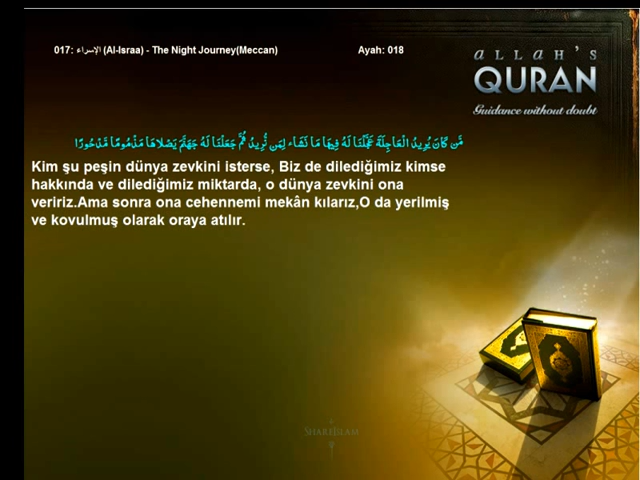 017: الإسراء (Al-Israa) - The Night Journey(Meccan) Ayah: 018
ALLAH'S
QURAN
Guidance without doubt
مَّن كَانَ يُرِيدُ الْعَاجِلَةَ عَجَّلْنَا لَهُ فِيهَا مَا نَشَاء لِمَن نُّرِيدُ ثُمَّ جَعَلْنَا لَهُ جَهَنَّمَ يَصْلاهَا مَذْمُومًا مَّدْحُورًا
Kim şu peşin dünya zevkini isterse, Biz de dilediğimiz kimse
hakkında ve dilediğimiz miktarda, o dünya zevkini ona
veririz.Ama sonra ona cehennemi mekân kılarız,O da yerilmiş
ve kovulmuş olarak oraya atılır.
SHAREISLAM